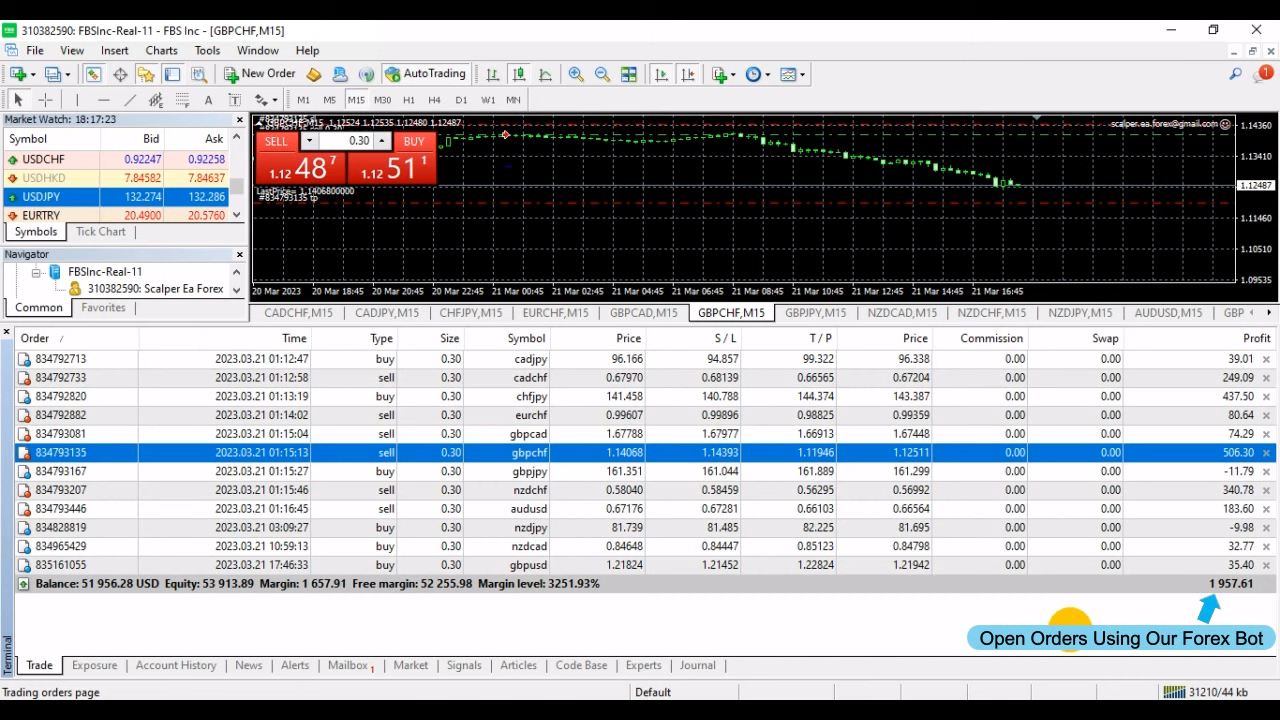 310382590: FBSInc-Real-11 - FBS Inc - [GBPCHF,M15]
File View Insert Charts Tools Window Help
New Order AutoTrading 1
A T M1 M5 M15 M30 H1 H4 D1 W1 MN
Market Watch: 18:17:23
Symbol Bid Ask
USDCHF 0.92247 0.92258
USDHKD 7.84582 7.84637
USDJPY 132.274 132.286
EURTRY 20.4900 20.5760
Symbols Tick Chart
Navigator
FBSInc-Real-11
310382590: Scalper Ea Forex
Common Favorites
1.12524 1.12535 1.12480 1.12487
SELL 0.30 BUY
1.12 48 7 1.12 51 1
LastPrice= 1.1406800000
#834793135 tp
scalper.ea.forex@gmail.com
1.14360
1.13410
1.12487
1.11460
1.10510
1.09535
20 Mar 2023 20 Mar 18:45 20 Mar 20:45 20 Mar 22:45 21 Mar 00:45 21 Mar 02:45 21 Mar 04:45 21 Mar 06:45 21 Mar 08:45 21 Mar 10:45 21 Mar 12:45 21 Mar 14:45 21 Mar 16:45
CADCHF,M15 CADJPY,M15 CHFJPY,M15 EURCHF,M15 GBPCAD,M15 GBPCHF,M15 GBPJPY,M15 NZDCAD,M15 NZDCHF,M15 NZDJPY,M15 AUDUSD,M15 GBP
Order Time Type Size Symbol Price S / L T / P Price Commission Swap Profit
834792713 2023.03.21 01:12:47 buy 0.30 cadjpy 96.166 94.857 99.322 96.338 0.00 0.00 39.01
834792733 2023.03.21 01:12:58 sell 0.30 cadchf 0.67970 0.68139 0.66565 0.67204 0.00 0.00 249.09
834792820 2023.03.21 01:13:19 buy 0.30 chfjpy 141.458 140.788 144.374 143.387 0.00 0.00 437.50
834792882 2023.03.21 01:14:02 sell 0.30 eurchf 0.99607 0.99896 0.98825 0.99359 0.00 0.00 80.64
834793081 2023.03.21 01:15:04 sell 0.30 gbpcad 1.67788 1.67977 1.66913 1.67448 0.00 0.00 74.29
834793135 2023.03.21 01:15:13 sell 0.30 gbpchf 1.14068 1.14393 1.11946 1.12511 0.00 0.00 506.30
834793167 2023.03.21 01:15:27 buy 0.30 gbpjpy 161.351 161.044 161.889 161.299 0.00 0.00 -11.79
834793207 2023.03.21 01:15:46 sell 0.30 nzdchf 0.58040 0.58459 0.56295 0.56992 0.00 0.00 340.78
834793446 2023.03.21 01:16:45 sell 0.30 audusd 0.67176 0.67281 0.66103 0.66564 0.00 0.00 183.60
834828819 2023.03.21 03:09:27 buy 0.30 nzdjpy 81.739 81.485 82.225 81.695 0.00 0.00 -9.98
834965429 2023.03.21 10:59:13 buy 0.30 nzdcad 0.84648 0.84447 0.85123 0.84798 0.00 0.00 32.77
835161055 2023.03.21 17:46:33 buy 0.30 gbpusd 1.21824 1.21452 1.22824 1.21942 0.00 0.00 35.40
Balance: 51 956.28 USD Equity: 53 913.89 Margin: 1 657.91 Free margin: 52 255.98 Margin level: 3251.93% 1 957.61
Open Orders Using Our Forex Bot
Terminal
Trade Exposure Account History News Alerts Mailbox 1 Market Signals Articles Code Base Experts Journal
Trading orders page Default 31210/44 kb